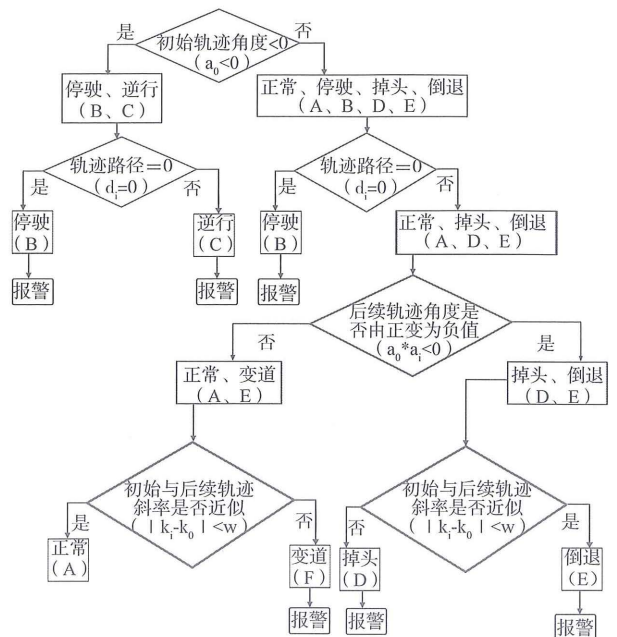 是
初始轨迹角度<0
否
(a₀<0)
停驶、逆行
(B、C)
正常、停驶、掉头、倒退
(A、B、D、E)
轨迹路径=0
(dᵢ=0)
是
否
轨迹路径=0
(dᵢ=0)
是
否
停驶
(B)
逆行
(C)
停驶
(B)
正常、掉头、倒退
(A、D、E)
报警
报警
报警
后续轨迹角度是
否由正变为负值
(a₀*aᵢ<0)
否
是
正常、变道
(A、E)
掉头、倒退
(D、E)
初始与后续轨迹
斜率是否近似
(|kᵢ-k₀|<w)
是
否
初始与后续轨迹
斜率是否近似
(|kᵢ-k₀|<w)
否
是
正常
(A)
变道
(F)
掉头
(D)
倒退
(E)
报警
报警
报警